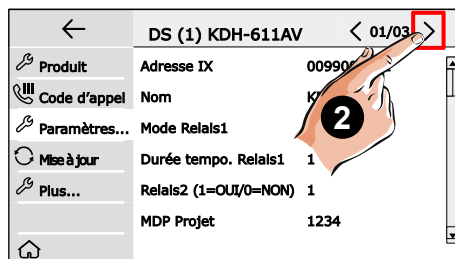 DS (1) KDH-611AV
01/03
Produit
Code d'appel
Paramètres...
Mise à jour
Plus...
Adresse IX
Nom
Mode Relais1
Durée tempo. Relais1 1
Relais2 (1=OUI/0=NON) 1
MDP Projet 1234
2